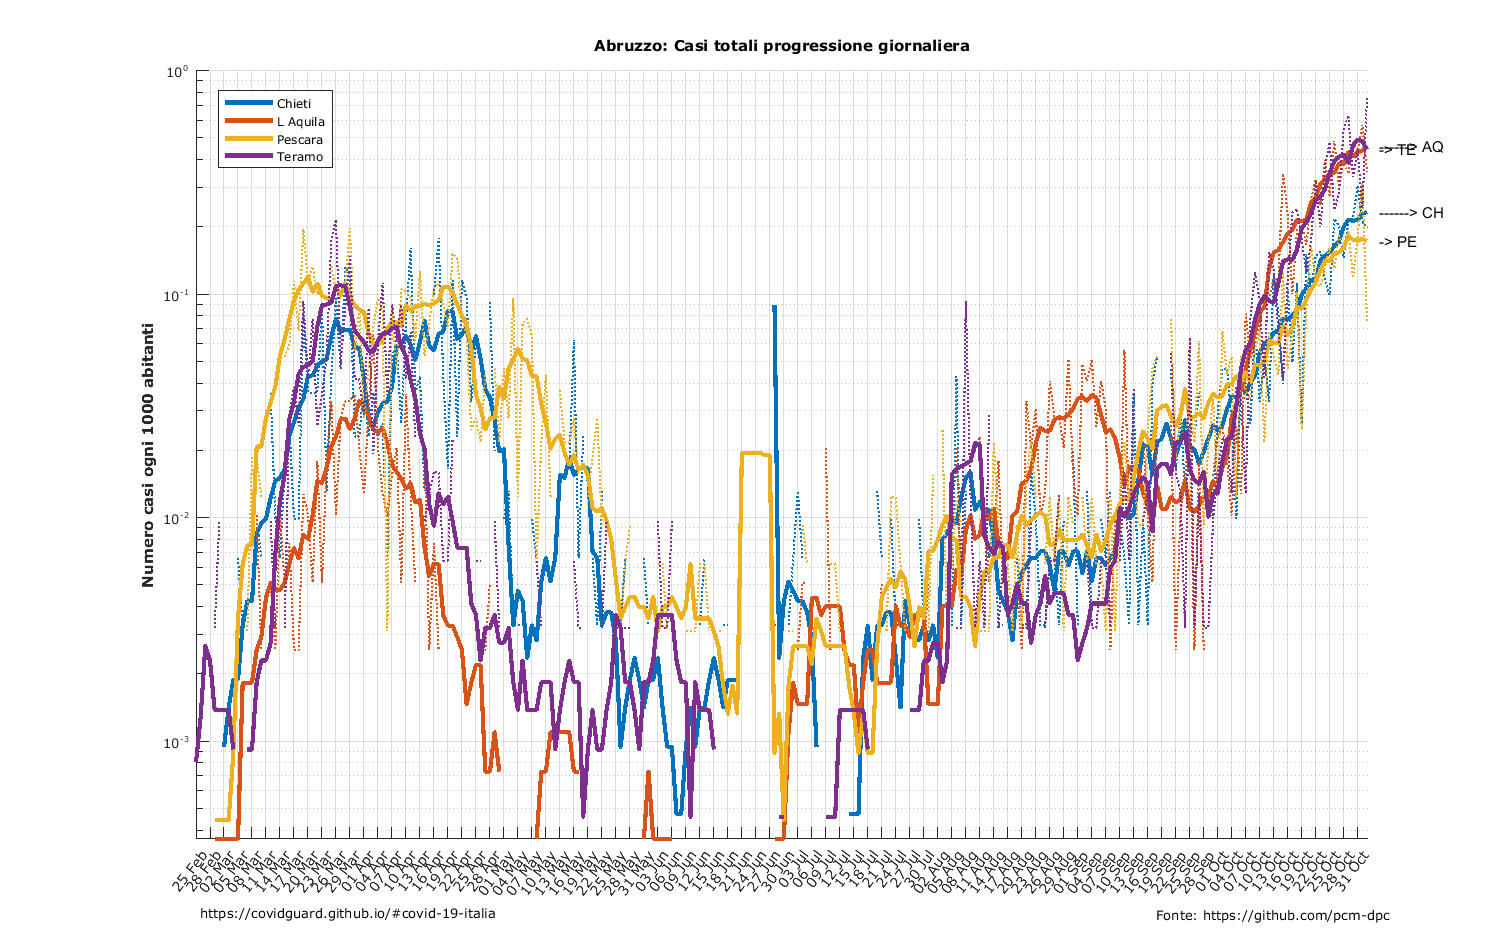 Abruzzo: Casi totali progressione giornaliera
Numero casi ogni 1000 abitanti
10⁰
10⁻¹
10⁻²
10⁻³
Chieti
L Aquila
Pescara
Teramo
------> AQ
-> TE
------> CH
-> PE
25 Feb
28 Feb
02 Mar
05 Mar
08 Mar
11 Mar
14 Mar
17 Mar
20 Mar
23 Mar
26 Mar
29 Mar
01 Apr
04 Apr
07 Apr
10 Apr
13 Apr
16 Apr
19 Apr
22 Apr
25 Apr
28 Apr
01 May
04 May
07 May
10 May
13 May
16 May
19 May
22 May
25 May
28 May
31 May
03 Jun
06 Jun
09 Jun
12 Jun
15 Jun
18 Jun
21 Jun
24 Jun
27 Jun
30 Jun
03 Jul
06 Jul
09 Jul
12 Jul
15 Jul
18 Jul
21 Jul
24 Jul
27 Jul
30 Jul
02 Aug
05 Aug
08 Aug
11 Aug
14 Aug
17 Aug
20 Aug
23 Aug
26 Aug
29 Aug
01 Sep
04 Sep
07 Sep
10 Sep
13 Sep
16 Sep
19 Sep
22 Sep
25 Sep
28 Sep
01 Oct
04 Oct
07 Oct
10 Oct
13 Oct
16 Oct
19 Oct
22 Oct
25 Oct
28 Oct
31 Oct
https://covidguard.github.io/#covid-19-italia
Fonte: https://github.com/pcm-dpc